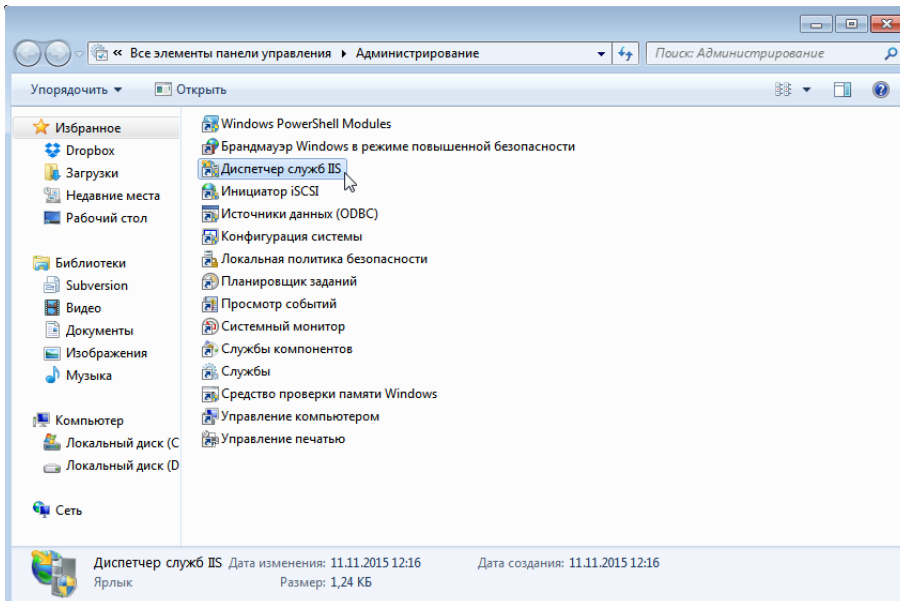 « Все элементы панели управления Администрирование
Поиск: Администрирование
Упорядочить Открыть
Избранное
Dropbox
Загрузки
Недавние места
Рабочий стол
Библиотеки
Subversion
Видео
Документы
Изображения
Музыка
Компьютер
Локальный диск (C
Локальный диск (D
Сеть
Windows PowerShell Modules
Брандмауэр Windows в режиме повышенной безопасности
Диспетчер служб IIS
Инициатор iSCSI
Источники данных (ODBC)
Конфигурация системы
Локальная политика безопасности
Планировщик заданий
Просмотр событий
Системный монитор
Службы компонентов
Службы
Средство проверки памяти Windows
Управление компьютером
Управление печатью
Диспетчер служб IIS Дата изменения: 11.11.2015 12:16 Дата создания: 11.11.2015 12:16
Ярлык Размер: 1,24 КБ